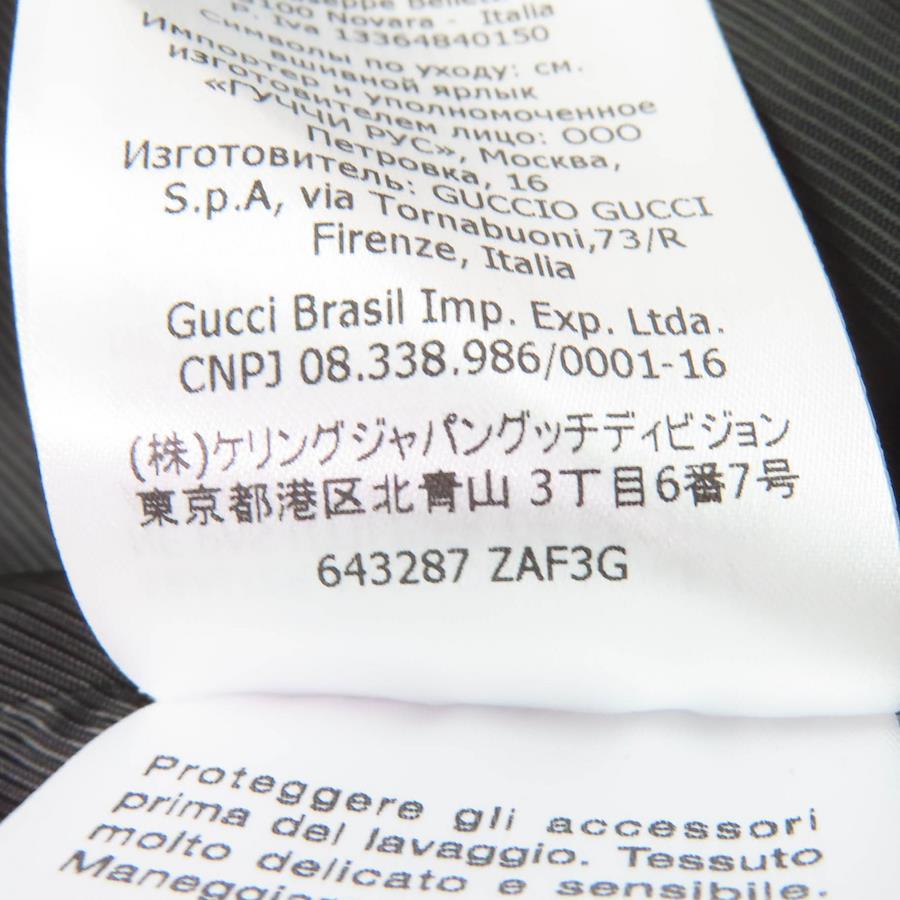 100 Novara - Italia
P. Iva 13364840150
Символы по уходу: см.
вшивной ярлык
Импортер и уполномоченное
изготовителем лицо: ООО
«ГУЧЧИ РУС», Москва,
Петровка, 16
Изготовитель: GUCCIO GUCCI
S.p.A, via Tornabuoni,73/R
Firenze, Italia
Gucci Brasil Imp. Exp. Ltda.
CNPJ 08.338.986/0001-16
(株)ケリングジャパングッチディビジョン
東京都港区北青山 3丁目6番7号
643287 ZAF3G
Proteggere gli accessori
prima del lavaggio. Tessuto
molto delicato e sensibile.